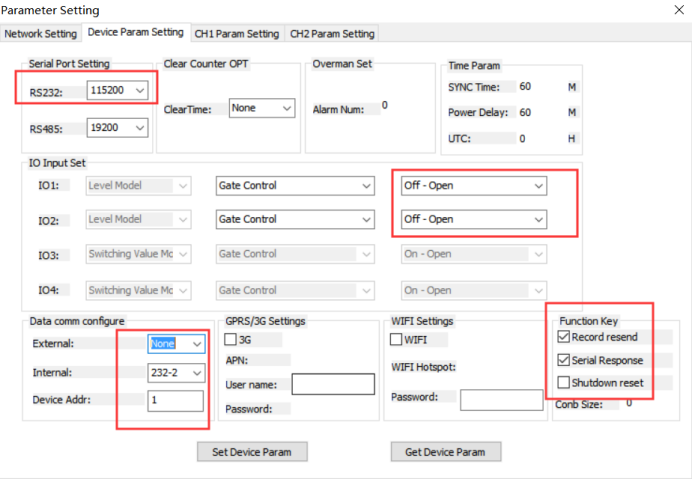 Parameter Setting
Network Setting Device Param Setting CH1 Param Setting CH2 Param Setting
Serial Port Setting Clear Counter OPT Overman Set Time Param
RS232: 115200 ClearTime: None Alarm Num: 0 SYNC Time: 60 M
Power Delay: 60 M
RS485: 19200 UTC: 0 H
IO Input Set
IO1: Level Model Gate Control Off - Open
IO2: Level Model Gate Control Off - Open
IO3: Switching Value Mc Gate Control On - Open
IO4: Switching Value Mc Gate Control On - Open
Data comm configure GPRS/3G Settings WIFI Settings Function Key
External: None 3G WIFI Record resend
Internal: 232-2 APN: WIFI Hotspot: Serial Response
Device Addr: 1 User name: Password: Shutdown reset
Password: Conb Size: 0
Set Device Param Get Device Param